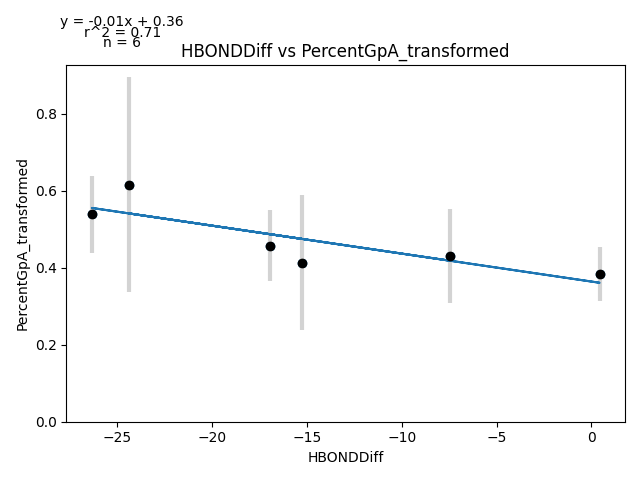 y = -0.01x + 0.36
r^2 = 0.71
n = 6
HBONDDiff vs PercentGpA_transformed
PercentGpA_transformed
0.8
0.6
0.4
0.2
0.0
−25
−20
−15
−10
−5
0
HBONDDiff